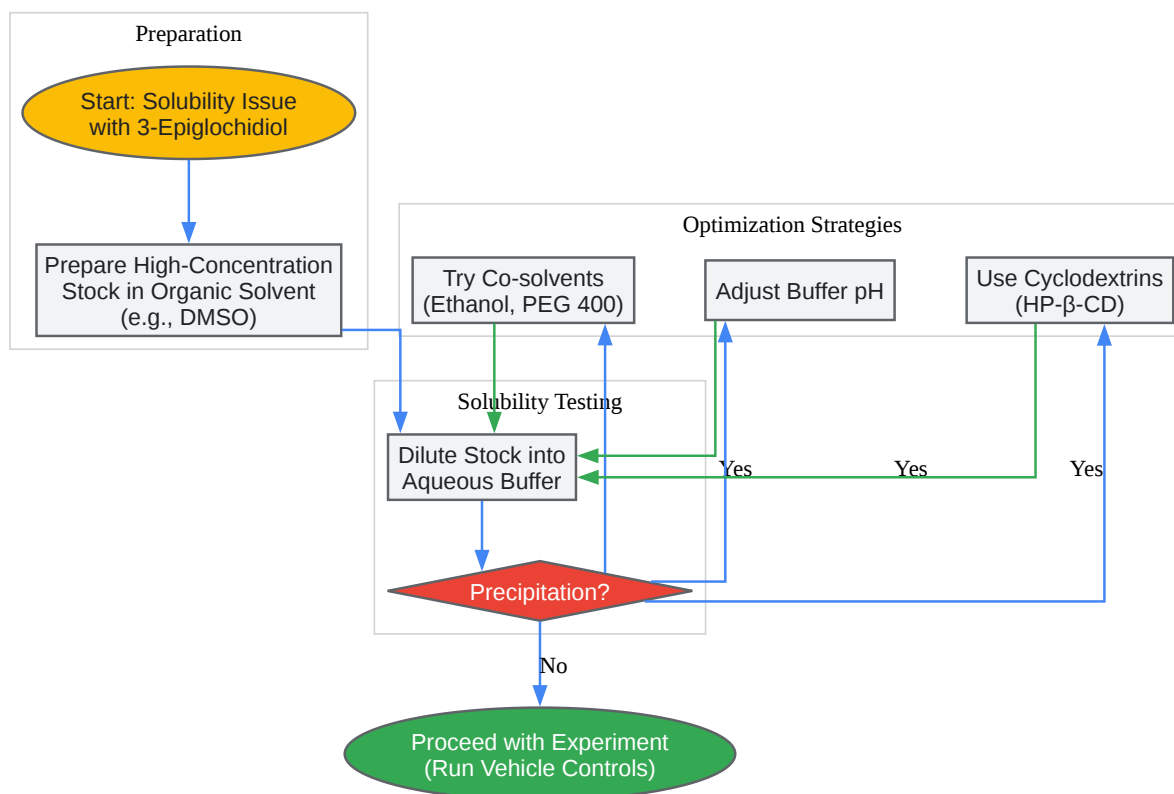 Preparation
Start: Solubility Issue
with 3-Epiglochidiol
Prepare High-Concentration
Stock in Organic Solvent
(e.g., DMSO)
Optimization Strategies
Try Co-solvents
(Ethanol, PEG 400)
Adjust Buffer pH
Use Cyclodextrins
(HP-β-CD)
Solubility Testing
Dilute Stock into
Aqueous Buffer
Yes
Yes
Yes
Precipitation?
No
Proceed with Experiment
(Run Vehicle Controls)